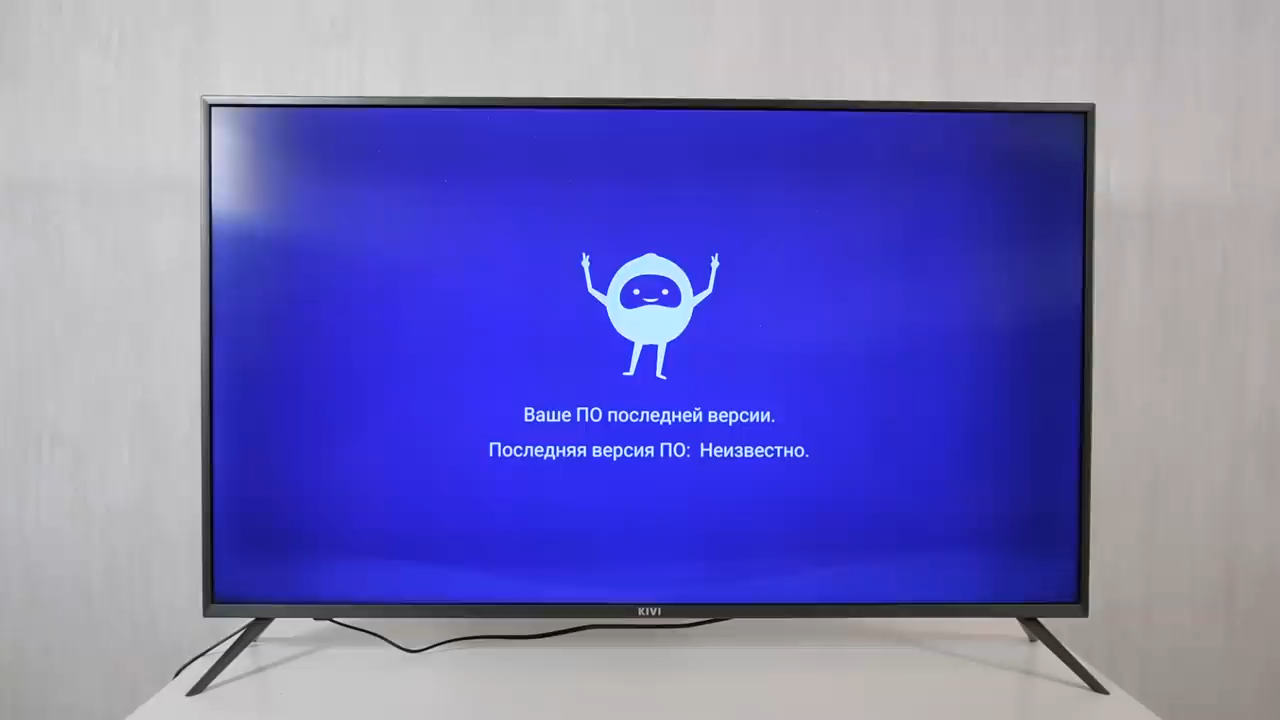 Ваше ПО последней версии.
Последняя версия ПО: Неизвестно.
KIVI